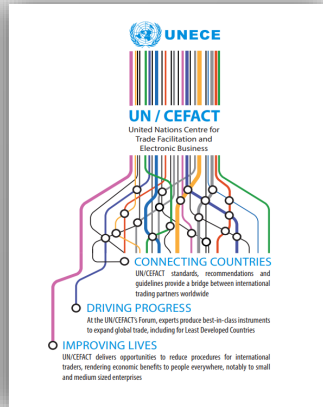 UNECE
UN / CEFACT
United Nations Centre for
Trade Facilitation and
Electronic Business
CONNECTING COUNTRIES
UN/CEFACT standards, recommendations and
guidelines provide a bridge between international
trading partners worldwide
DRIVING PROGRESS
At the UN/CEFACT's Forum, experts produce best-in-class instruments
to expand global trade, including for Least Developed Countries
IMPROVING LIVES
UN/CEFACT delivers opportunities to reduce procedures for international
traders, rendering economic benefits to people everywhere, notably to small
and medium sized enterprises